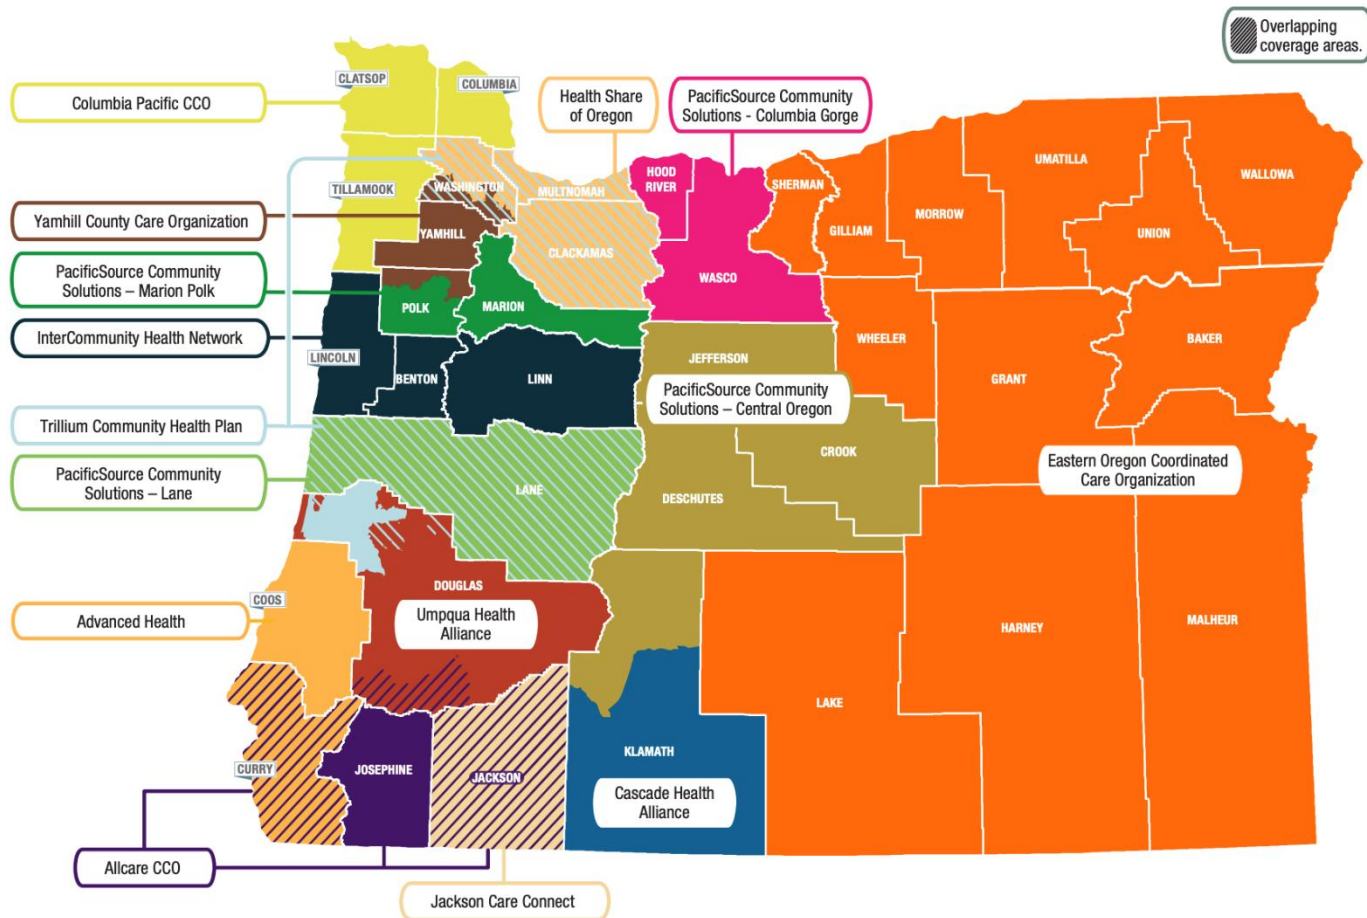 Overlapping
coverage areas.
CLATSOP
COLUMBIA
Columbia Pacific CCO
Health Share
of Oregon
PacificSource Community
Solutions - Columbia Gorge
TILLAMOOK
WASHINGTON
MULTNOMAH
HOOD
RIVER
SHERMAN
GILLIAM
MORROW
UMATILLA
UNION
WALLOWA
Yamhill County Care Organization
YAMHILL
CLACKAMAS
WASCO
PacificSource Community
Solutions – Marion Polk
POLK
MARION
InterCommunity Health Network
LINCOLN
BENTON
LINN
JEFFERSON
WHEELER
GRANT
BAKER
PacificSource Community
Solutions – Central Oregon
Trillium Community Health Plan
CROOK
PacificSource Community
Solutions – Lane
LANE
DESCHUTES
Eastern Oregon Coordinated
Care Organization
DOUGLAS
Umpqua Health
Alliance
COOS
Advanced Health
HARNEY
MALHEUR
LAKE
CURRY
JOSEPHINE
JACKSON
KLAMATH
Cascade Health
Alliance
Allcare CCO
Jackson Care Connect